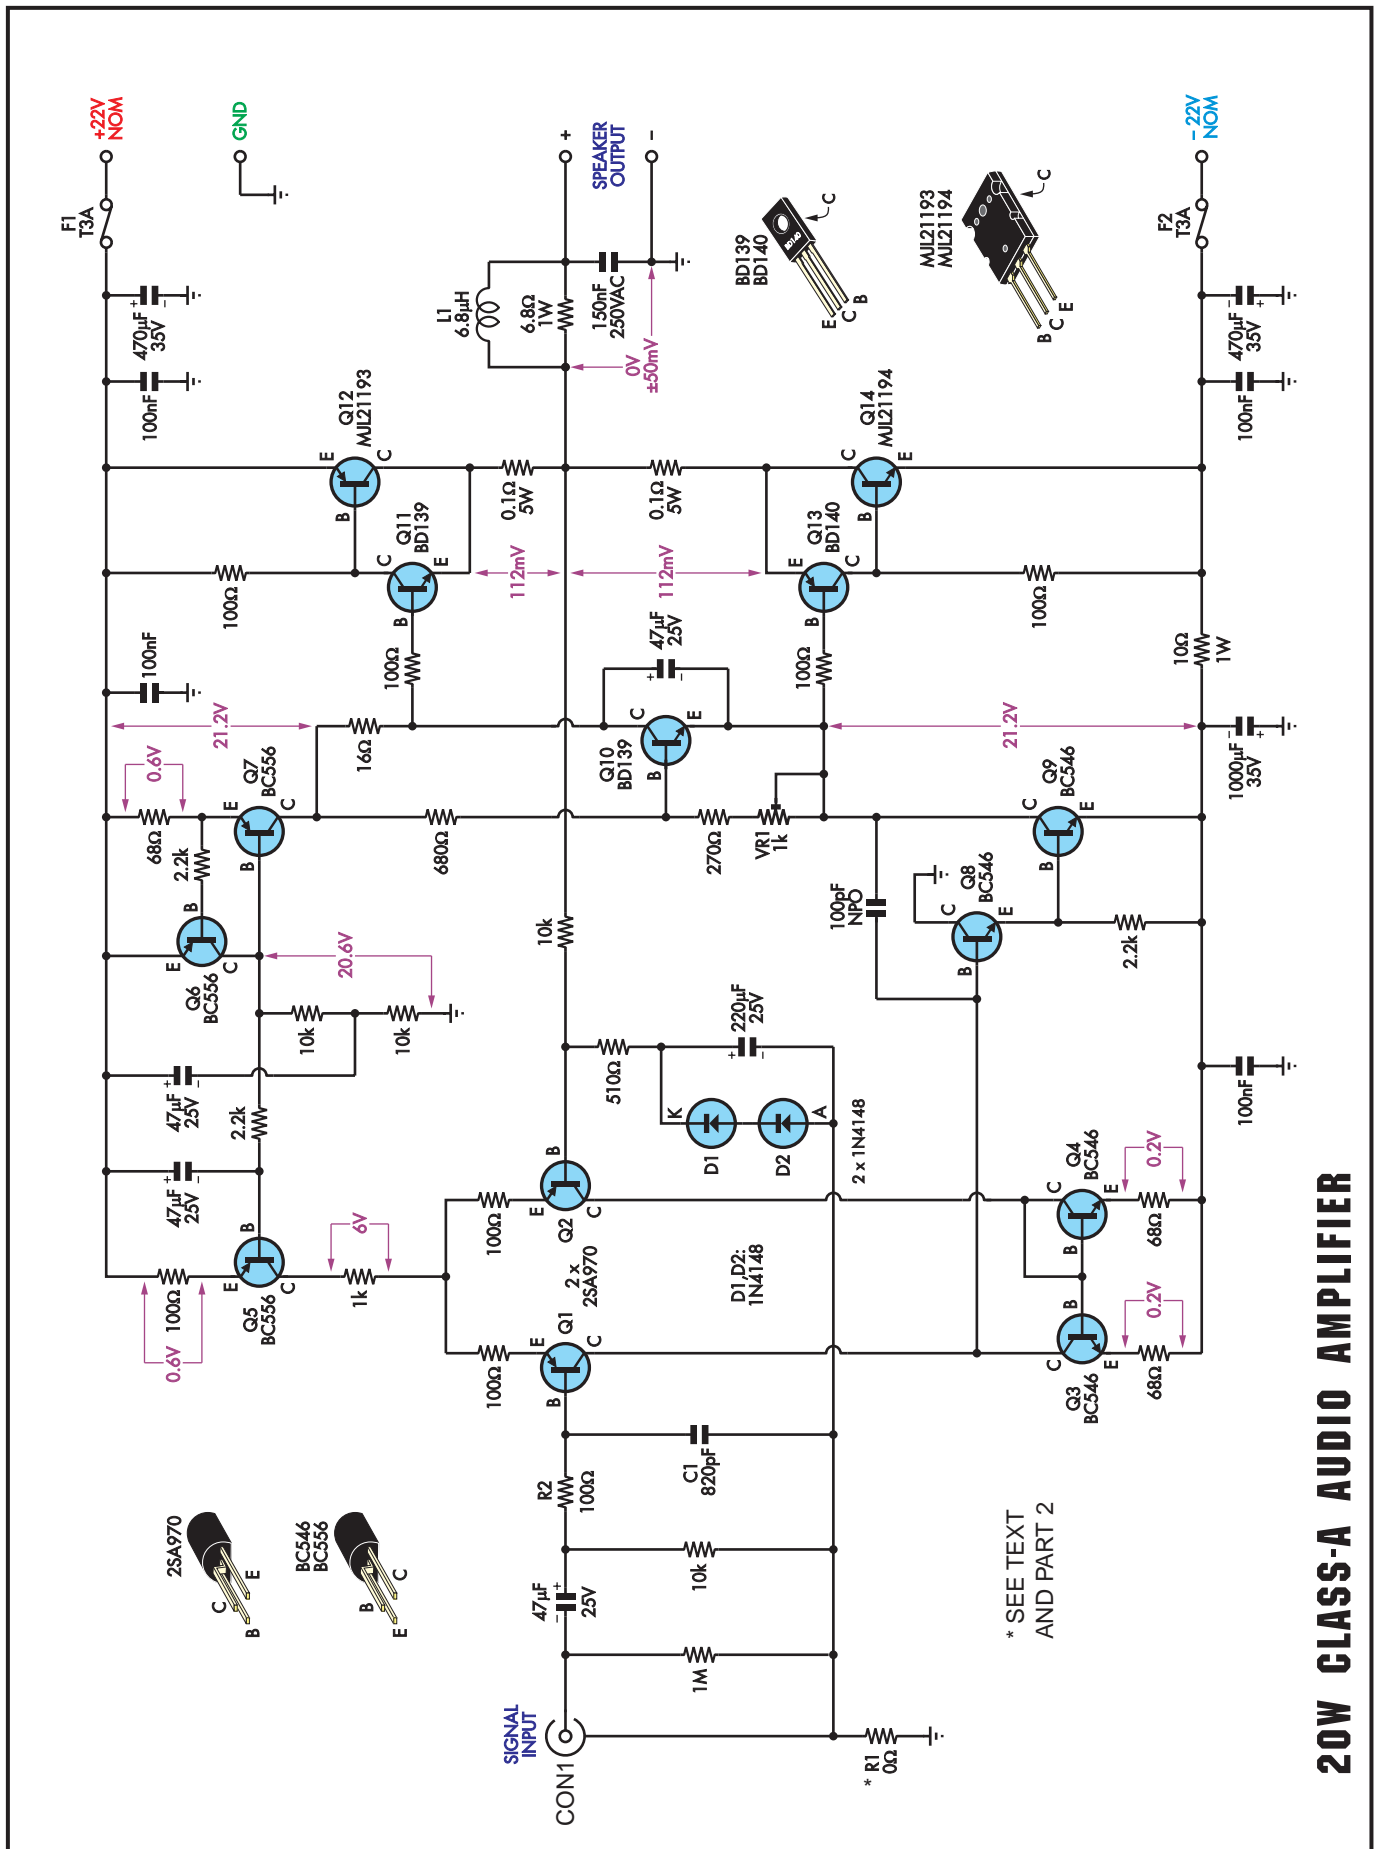 20W CLASS-A AUDIO AMPLIFIER
+22V
NOM
GND
F1
T3A
470µF
35V
+
−
100nF
+
SPEAKER
OUTPUT
−
L1
6.8µH
6.8Ω
1W
150nF
250VAC
0V
±50mV
BD139
BD140
BD140
C
E
C
B
MJL21193
MJL21194
C
B
C
E
− 22V
NOM
F2
T3A
470µF
35V
−
+
100nF
Q12
MJL21193
E
C
B
Q11
BD139
C
E
B
0.1Ω
5W
0.1Ω
5W
112mV
112mV
Q14
MJL21194
C
E
B
Q13
BD140
E
C
B
100Ω
100Ω
100Ω
100Ω
10Ω
1W
100nF
21.2V
16Ω
Q10
BD139
C
E
B
47µF
25V
+
−
21.2V
1000µF
35V
−
+
0.6V
68Ω
Q7
BC556
E
C
B
2.2k
680Ω
270Ω
VR1
1k
Q9
BC546
C
E
B
Q6
BC556
E
C
B
20.6V
10k
10k
10k
100pF
NPO
Q8
BC546
C
E
B
2.2k
47µF
25V
+
−
2.2k
510Ω
220µF
25V
+
−
K
D1
D2
A
2 x 1N4148
100nF
47µF
25V
+
−
Q5
BC556
E
C
B
100Ω
0.6V
6V
1k
100Ω
100Ω
Q2
B
E
C
2 x
2SA970
Q1
B
E
C
D1,D2:
1N4148
Q4
BC546
C
E
B
0.2V
68Ω
Q3
BC546
C
E
B
0.2V
68Ω
R2
100Ω
C1
820pF
47µF
25V
−
+
10k
1M
SIGNAL
INPUT
CON1
* R1
0Ω
2SA970
C
B
E
BC546
BC556
B
E
C
* SEE TEXT
AND PART 2